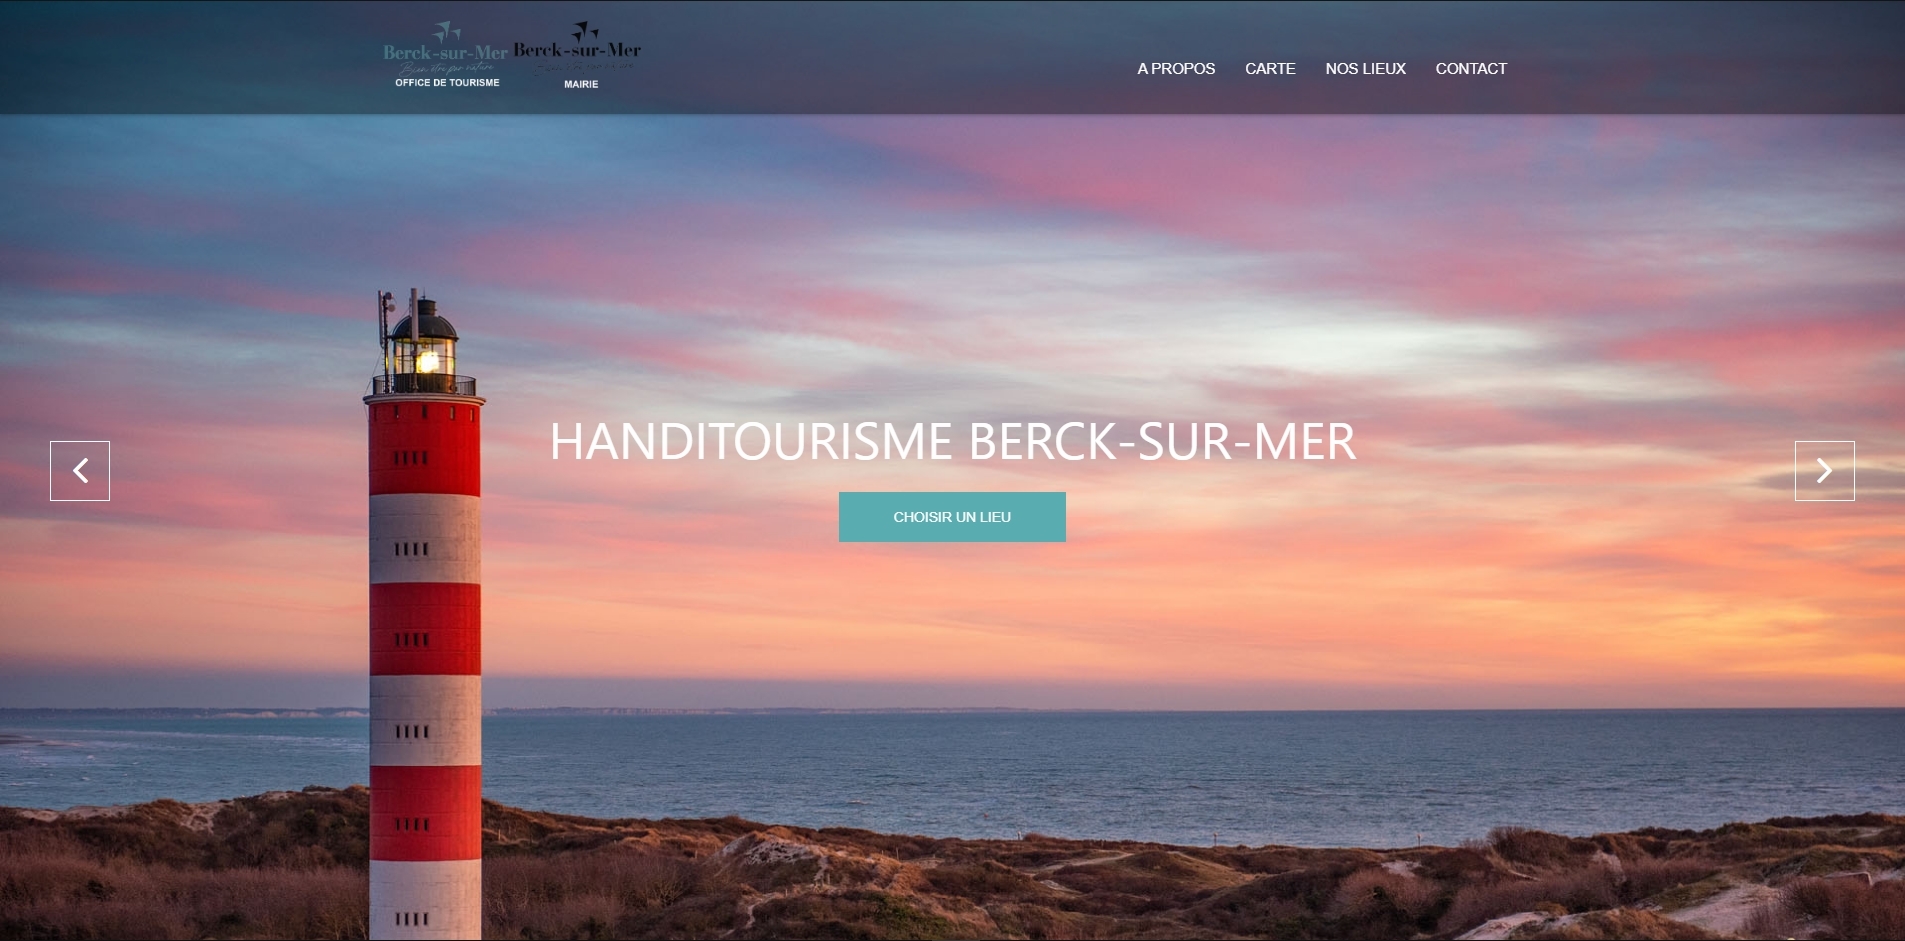 Berck-sur-Mer
Bien être par nature
OFFICE DE TOURISME
Berck-sur-Mer
MAIRIE
A PROPOS
CARTE
NOS LIEUX
CONTACT
HANDITOURISME BERCK-SUR-MER
CHOISIR UN LIEU